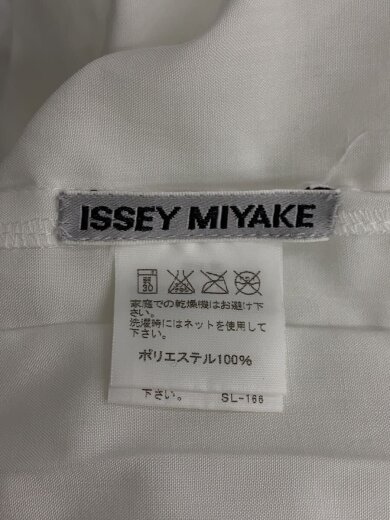 ISSEY MIYAKE
家庭での乾燥機はお避け下
さい。
洗濯時にはネットを使用して
下さい。
ポリエステル100%
下さい。 SL-166